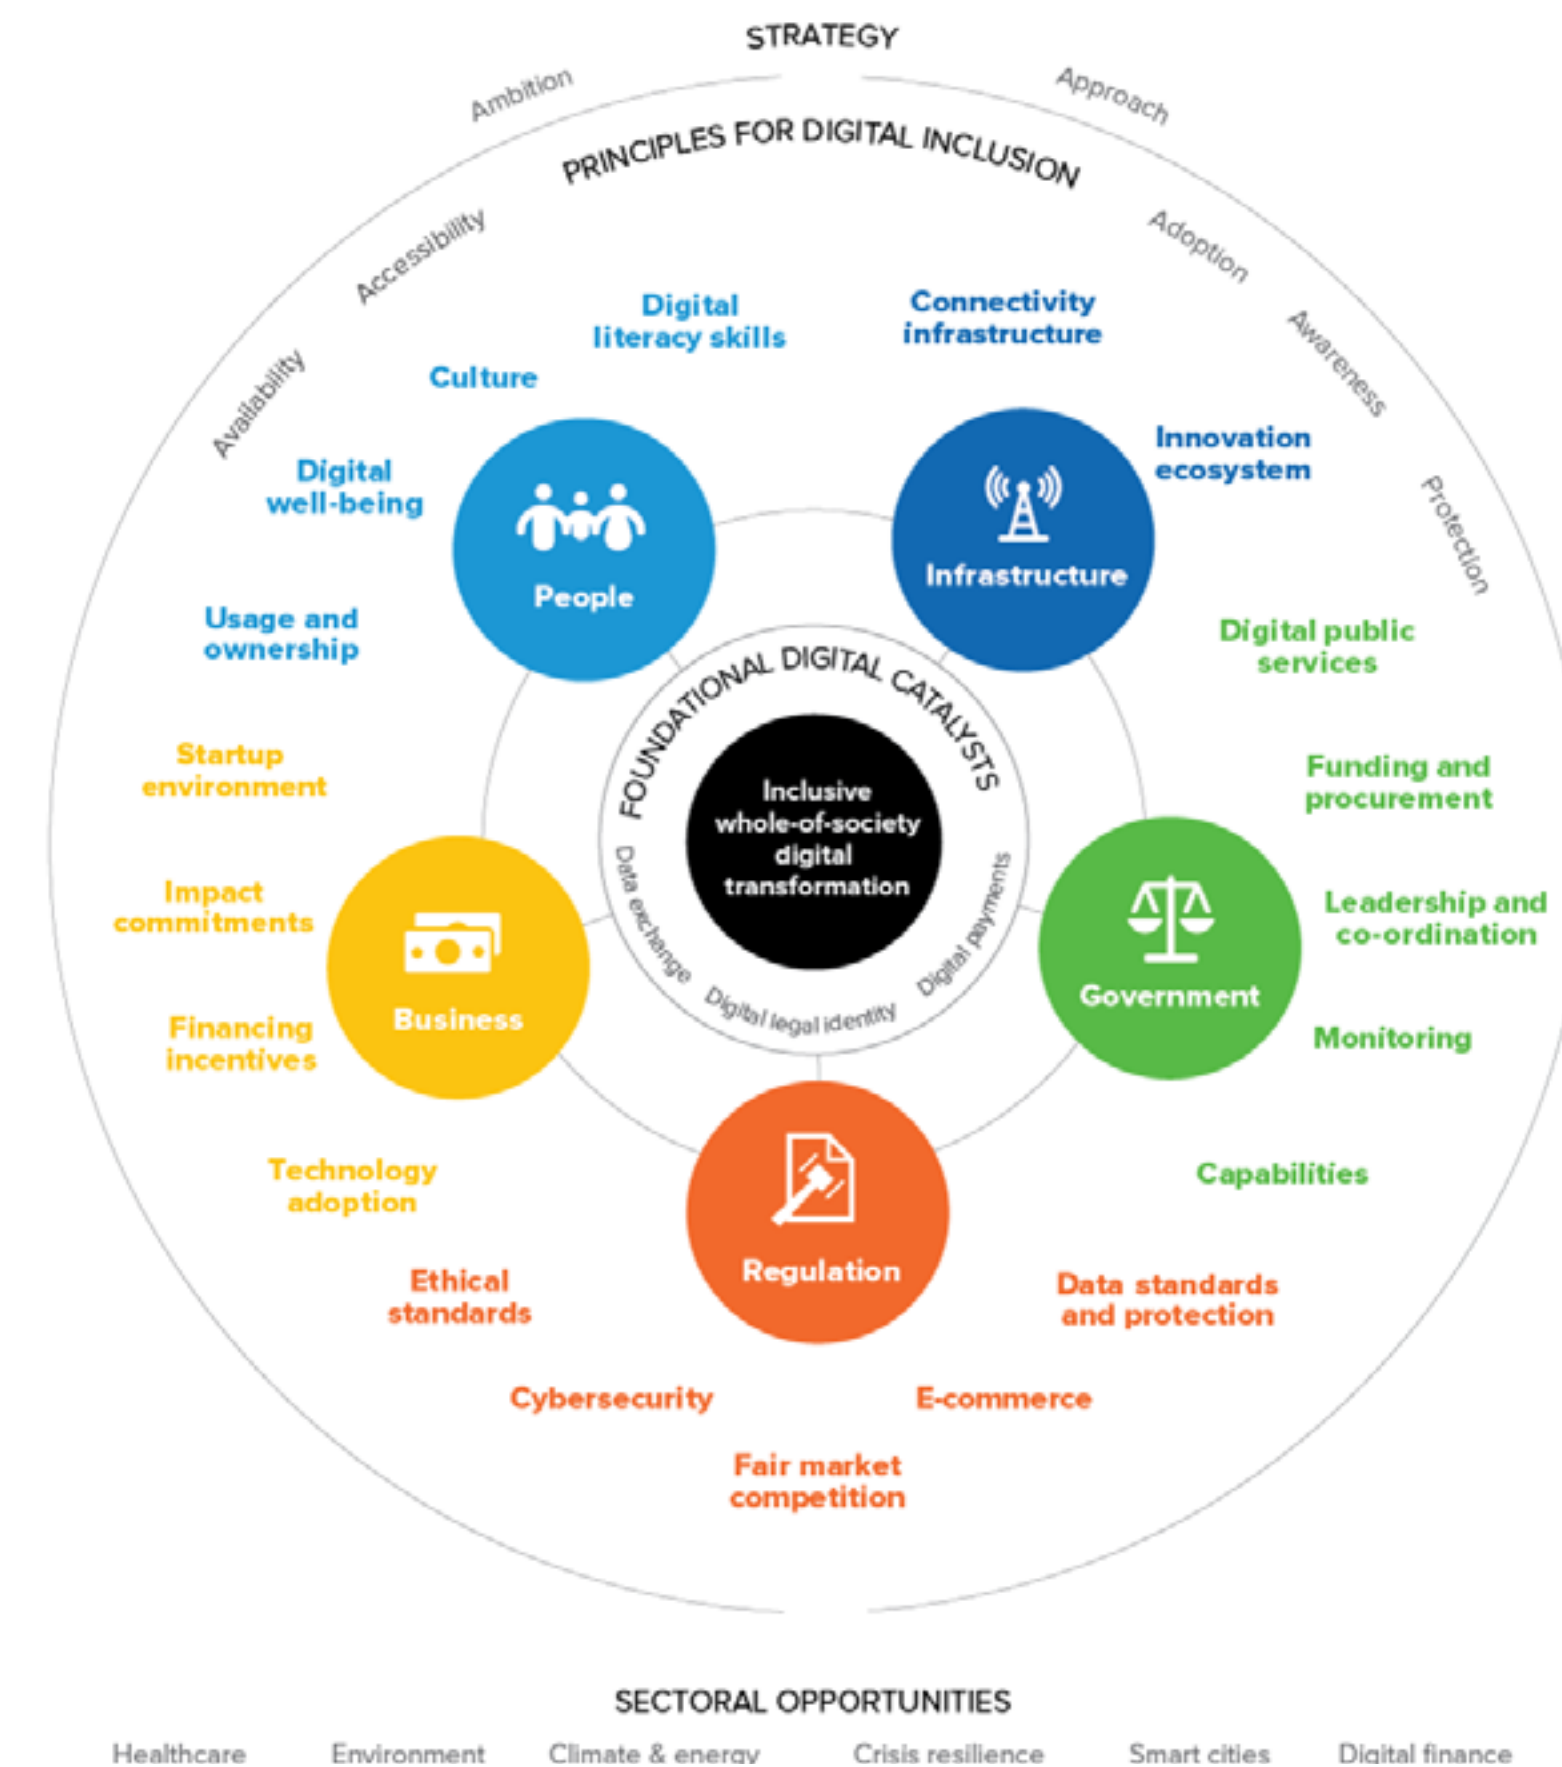 STRATEGY
Ambition
Approach
PRINCIPLES FOR DIGITAL INCLUSION
Availability
Accessibility
Adoption
Awareness
Protection
Digital
literacy skills
Culture
Digital
well-being
Usage and
ownership
People
Connectivity
infrastructure
Innovation
ecosystem
Infrastructure
Digital public
services
Funding and
procurement
Leadership and
co-ordination
Monitoring
Capabilities
Government
FOUNDATIONAL DIGITAL CATALYSTS
Inclusive
whole-of-society
digital
transformation
Data exchange
Digital legal identity
Digital payments
Startup
environment
Impact
commitments
Financing
incentives
Technology
adoption
Business
Regulation
Ethical
standards
Cybersecurity
Fair market
competition
E-commerce
Data standards
and protection
SECTORAL OPPORTUNITIES
Healthcare
Environment
Climate & energy
Crisis resilience
Smart cities
Digital finance